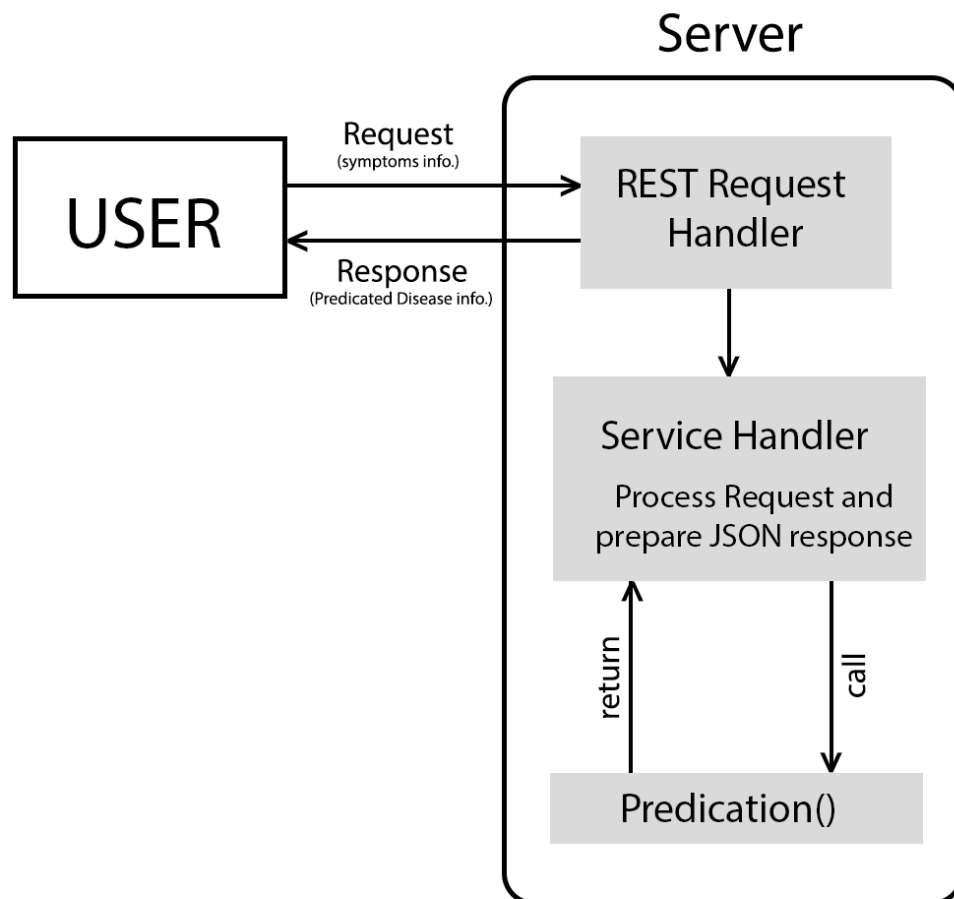 Server
Request
(symptoms info.)
USER
REST Request
Handler
Response
(Predicated Disease info.)
Service Handler
Process Request and
prepare JSON response
return
call
Predication()